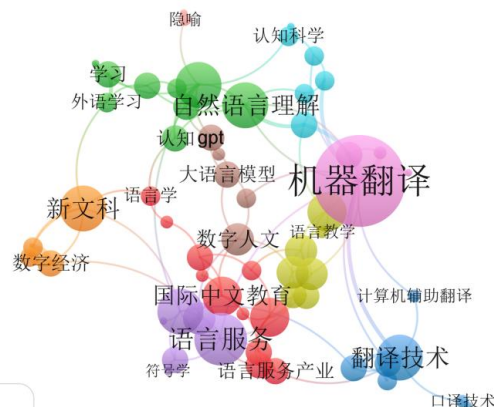 隐喻
认知科学
学习
外语学习
自然语言理解
认知
gpt
大语言模型
机器翻译
语言学
新文科
数字人文
语言教学
数字经济
国际中文教育
计算机辅助翻译
语言服务
翻译技术
符号学
语言服务产业
口译技术